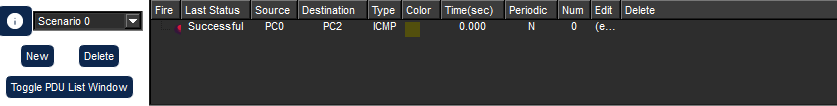 Scenario 0
New Delete
Toggle PDU List Window
Fire Last Status Source Destination Type Color Time(sec) Periodic Num Edit Delete
Successful PC0 PC2 ICMP 0.000 N 0 (e...